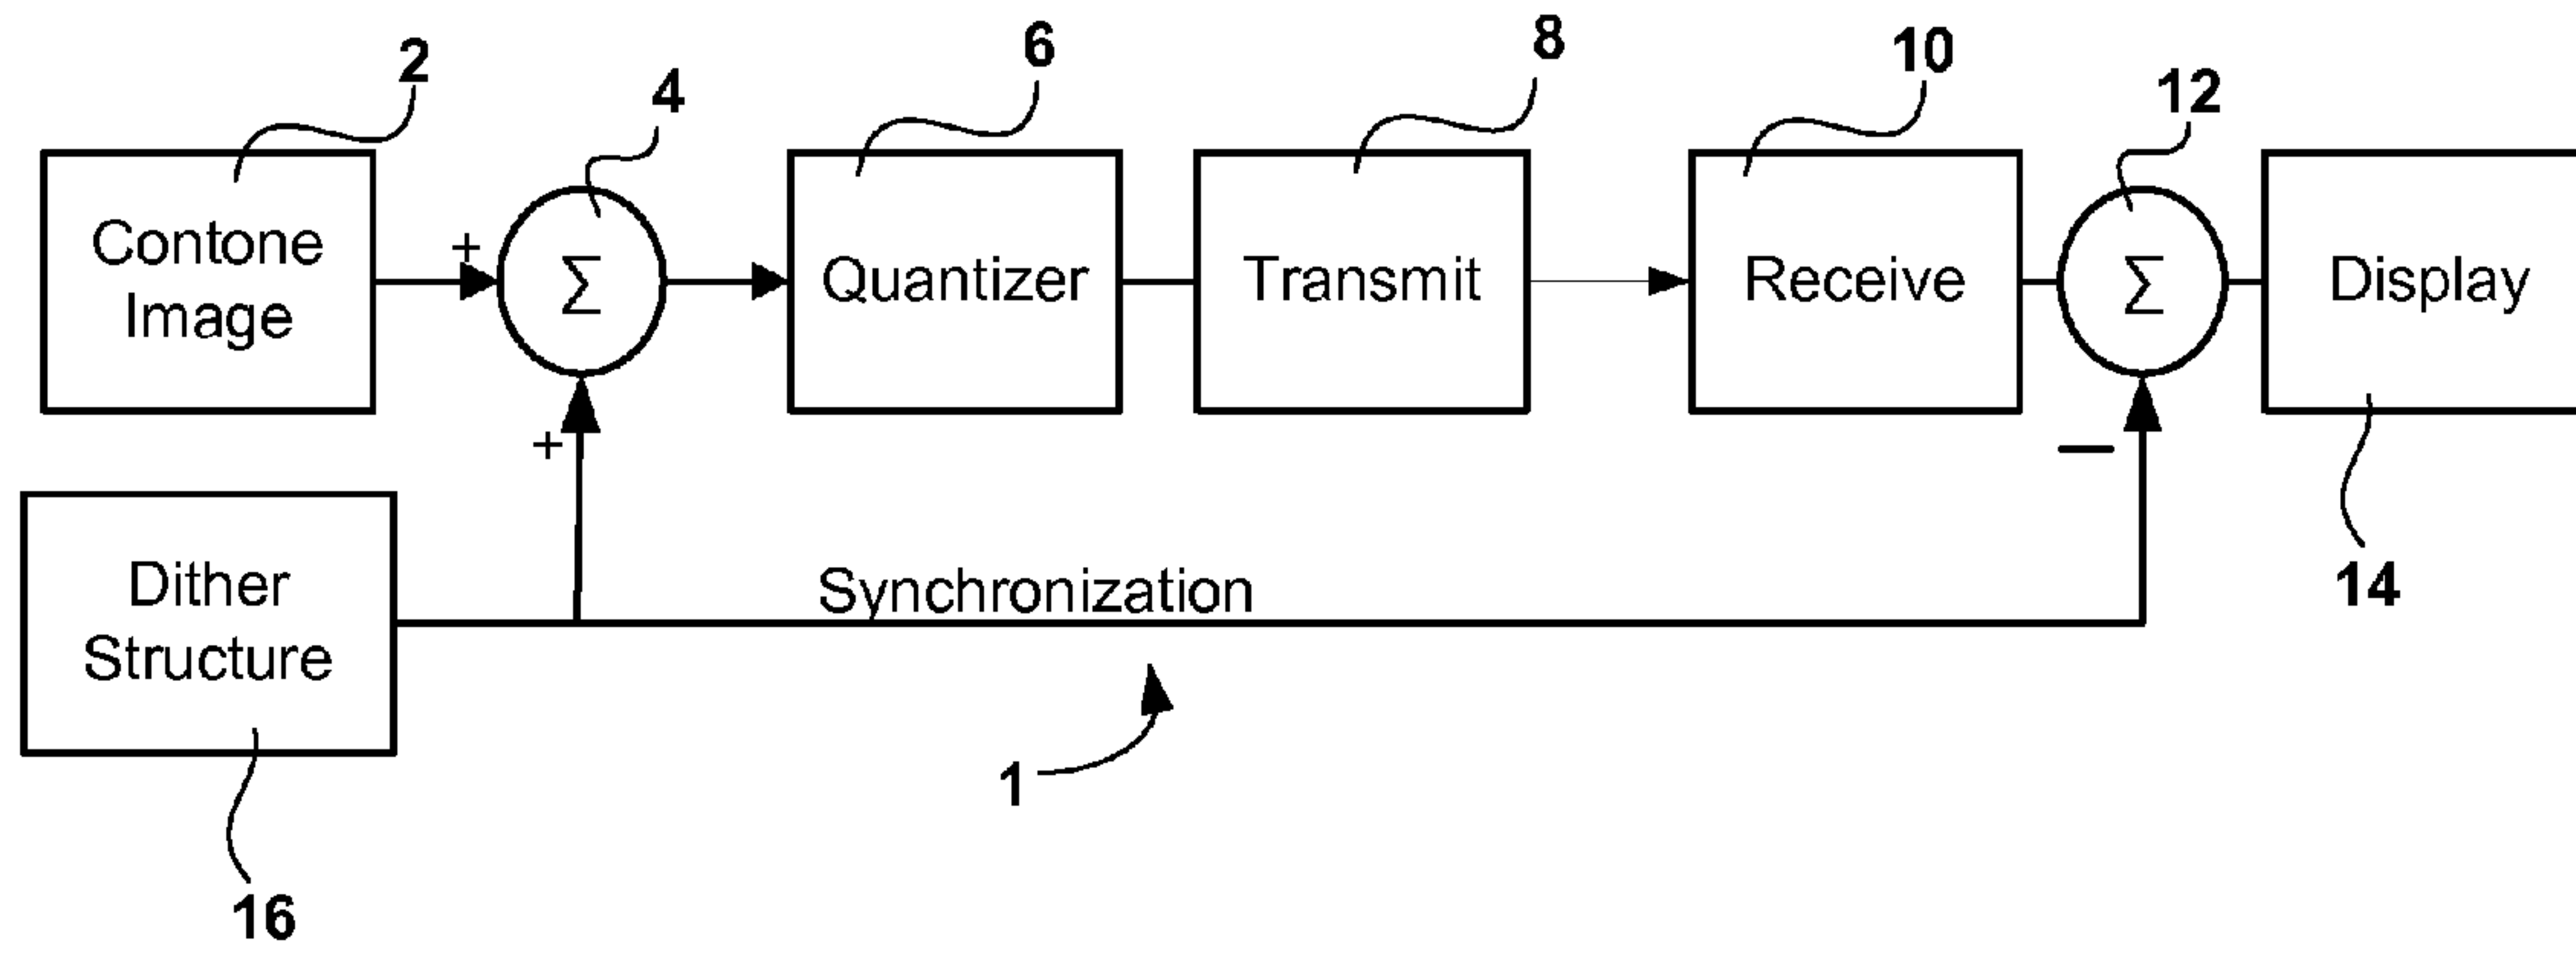 2
4
6
8
10
12
Contone
Image
+
Σ
Quantizer
Transmit
Receive
Σ
Display
+
−
14
Dither
Structure
Synchronization
1
16